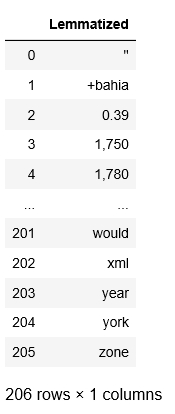 Lemmatized
0 "
1 +bahia
2 0.39
3 1,750
4 1,780
... ...
201 would
202 xml
203 year
204 york
205 zone
206 rows × 1 columns